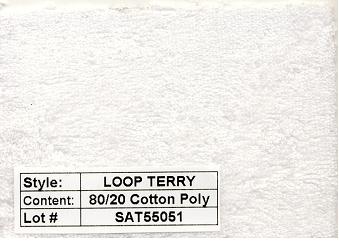 Style: LOOP TERRY
Content: 80/20 Cotton Poly
Lot # SAT55051